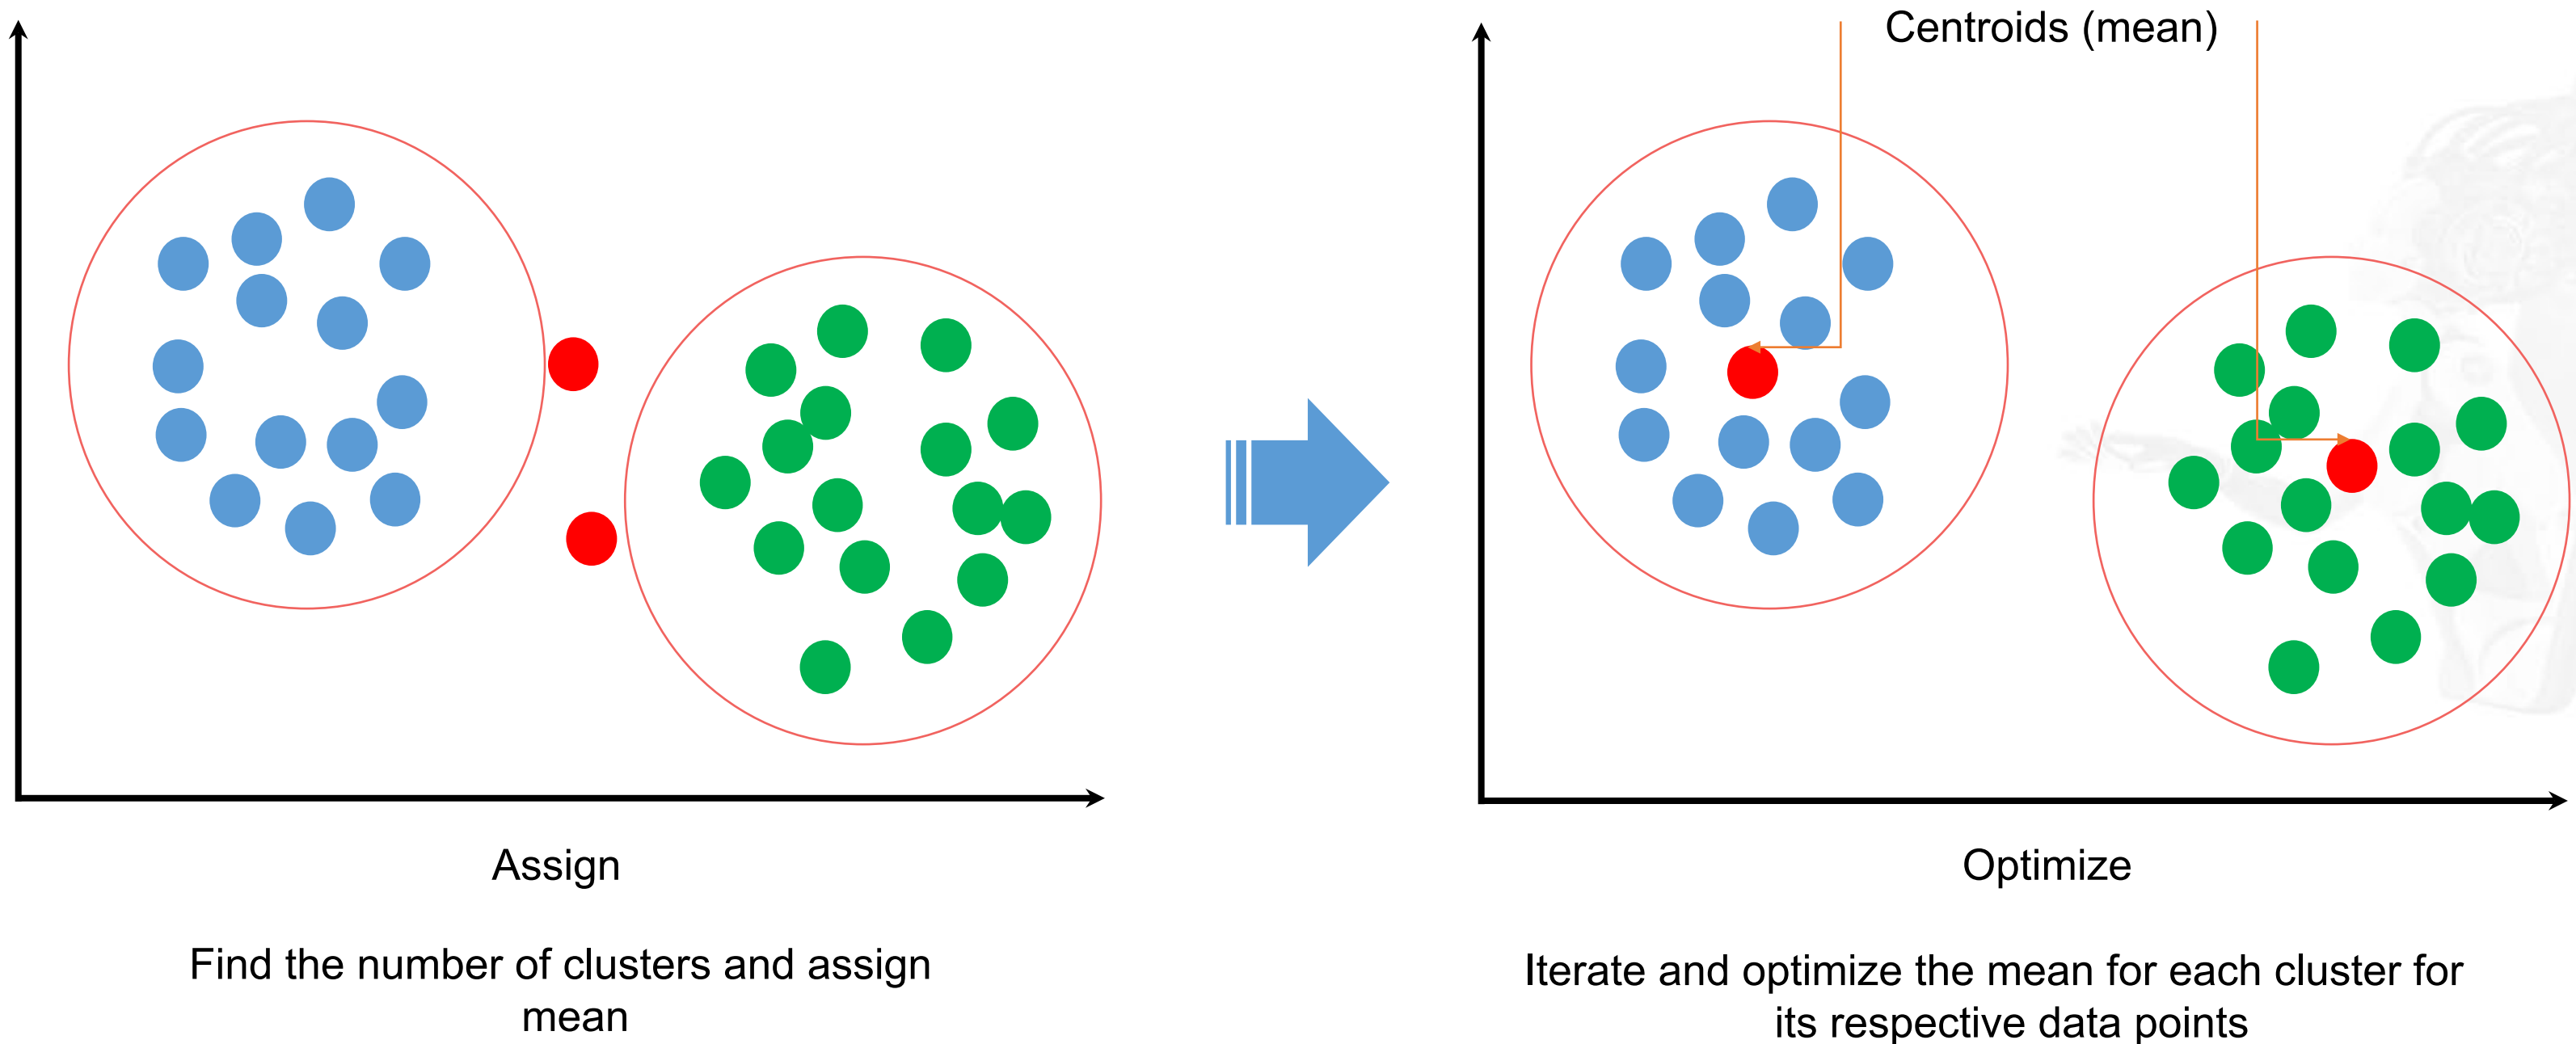 Centroids (mean)
Assign
Find the number of clusters and assign
mean
Optimize
Iterate and optimize the mean for each cluster for
its respective data points